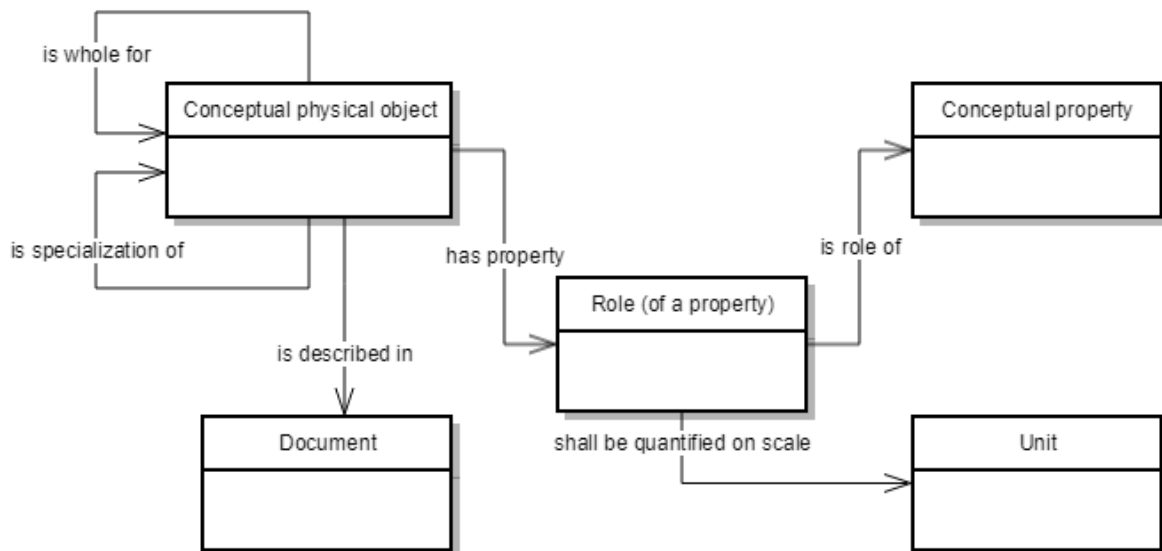 is whole for
Conceptual physical object
Conceptual property
is specialization of
has property
is role of
Role (of a property)
is described in
Document
shall be quantified on scale
Unit